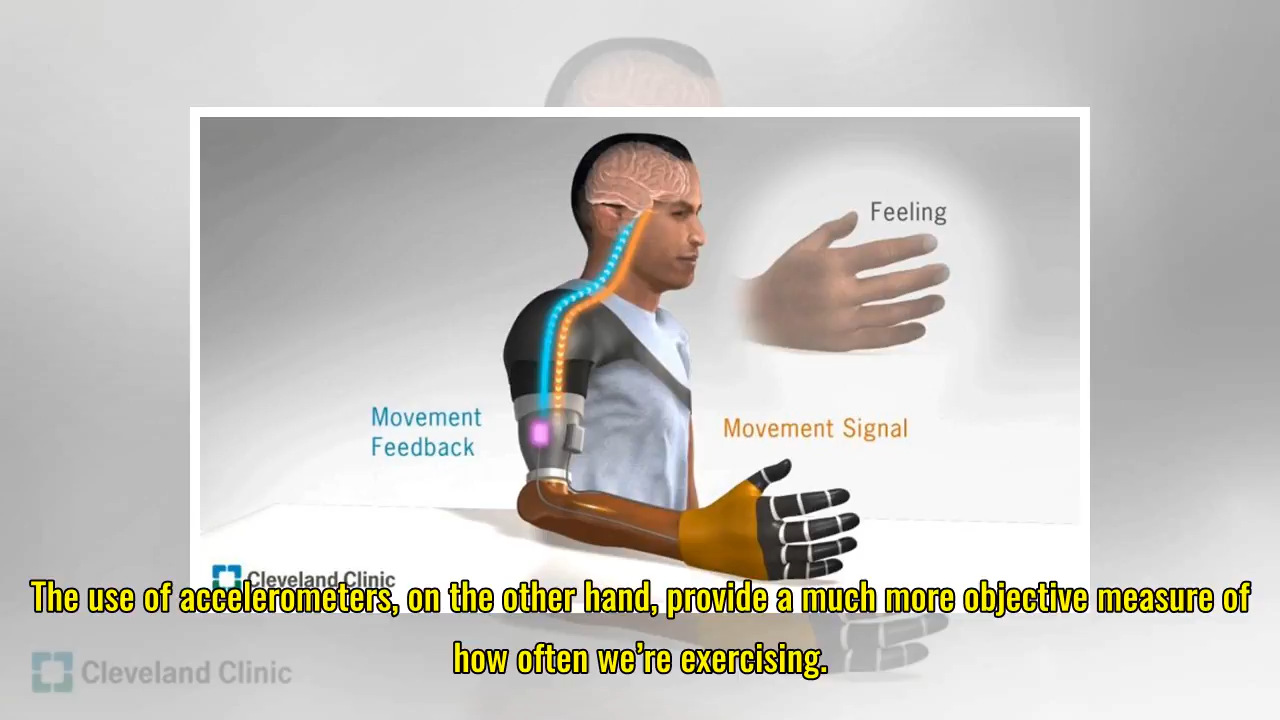 Feeling
Movement
Feedback
Movement Signal
Cleveland Clinic
The use of accelerometers, on the other hand, provide a much more objective measure of
how often we're exercising.
Cleveland Clinic